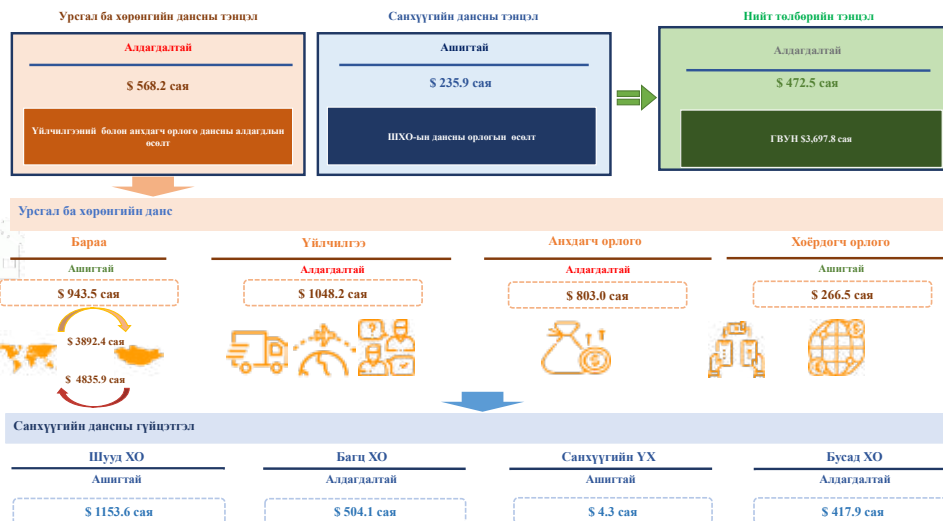 Урсгал ба хөрөнгийн дансны тэнцэл
Алдагдалтай
$ 568.2 сая
Үйлчилгээний болон анхдагч орлого дансны алдагдлын
өсөлт
Санхүүгийн дансны тэнцэл
Ашигтай
$ 235.9 сая
ШХО-ын дансны орлогын өсөлт
Нийт төлбөрийн тэнцэл
Алдагдалтай
$ 472.5 сая
ГВУН $3,697.8 сая
Урсгал ба хөрөнгийн данс
Бараа
Ашигтай
$ 943.5 сая
$ 3892.4 сая
$ 4835.9 сая
Үйлчилгээ
Алдагдалтай
$ 1048.2 сая
Анхдагч орлого
Алдагдалтай
$ 803.0 сая
Хоёрдогч орлого
Ашигтай
$ 266.5 сая
Санхүүгийн дансны гүйцэтгэл
Шууд ХО
Ашигтай
$ 1153.6 сая
Багц ХО
Алдагдалтай
$ 504.1 сая
Санхүүгийн ҮХ
Ашигтай
$ 4.3 сая
Бусад ХО
Алдагдалтай
$ 417.9 сая